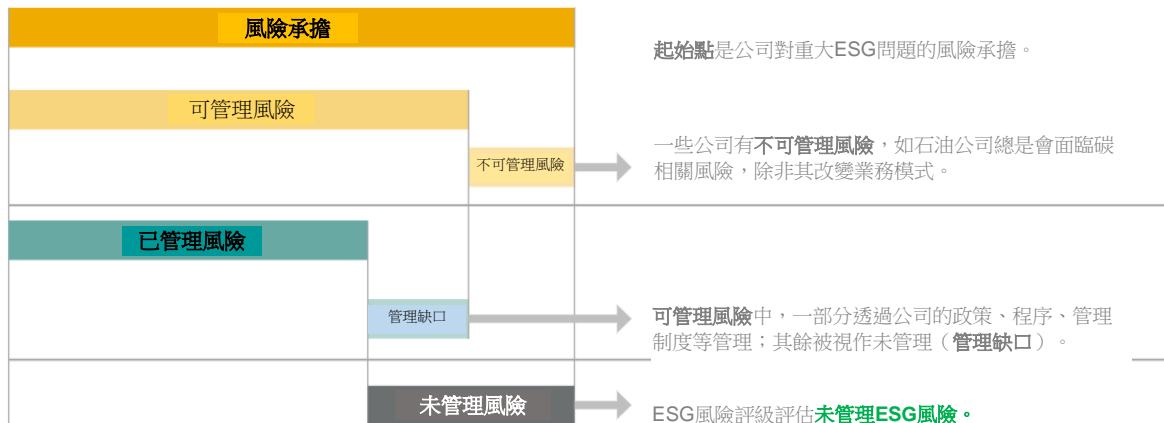 風險承擔
起始點是公司對重大ESG問題的風險承擔。
可管理風險
不可管理風險
一些公司有不可管理風險，如石油公司總是會面臨碳
相關風險，除非其改變業務模式。
已管理風險
管理缺口
可管理風險中，一部分透過公司的政策、程序、管理
制度等管理；其餘被視作未管理（管理缺口）。
未管理風險
ESG風險評級評估未管理ESG風險。